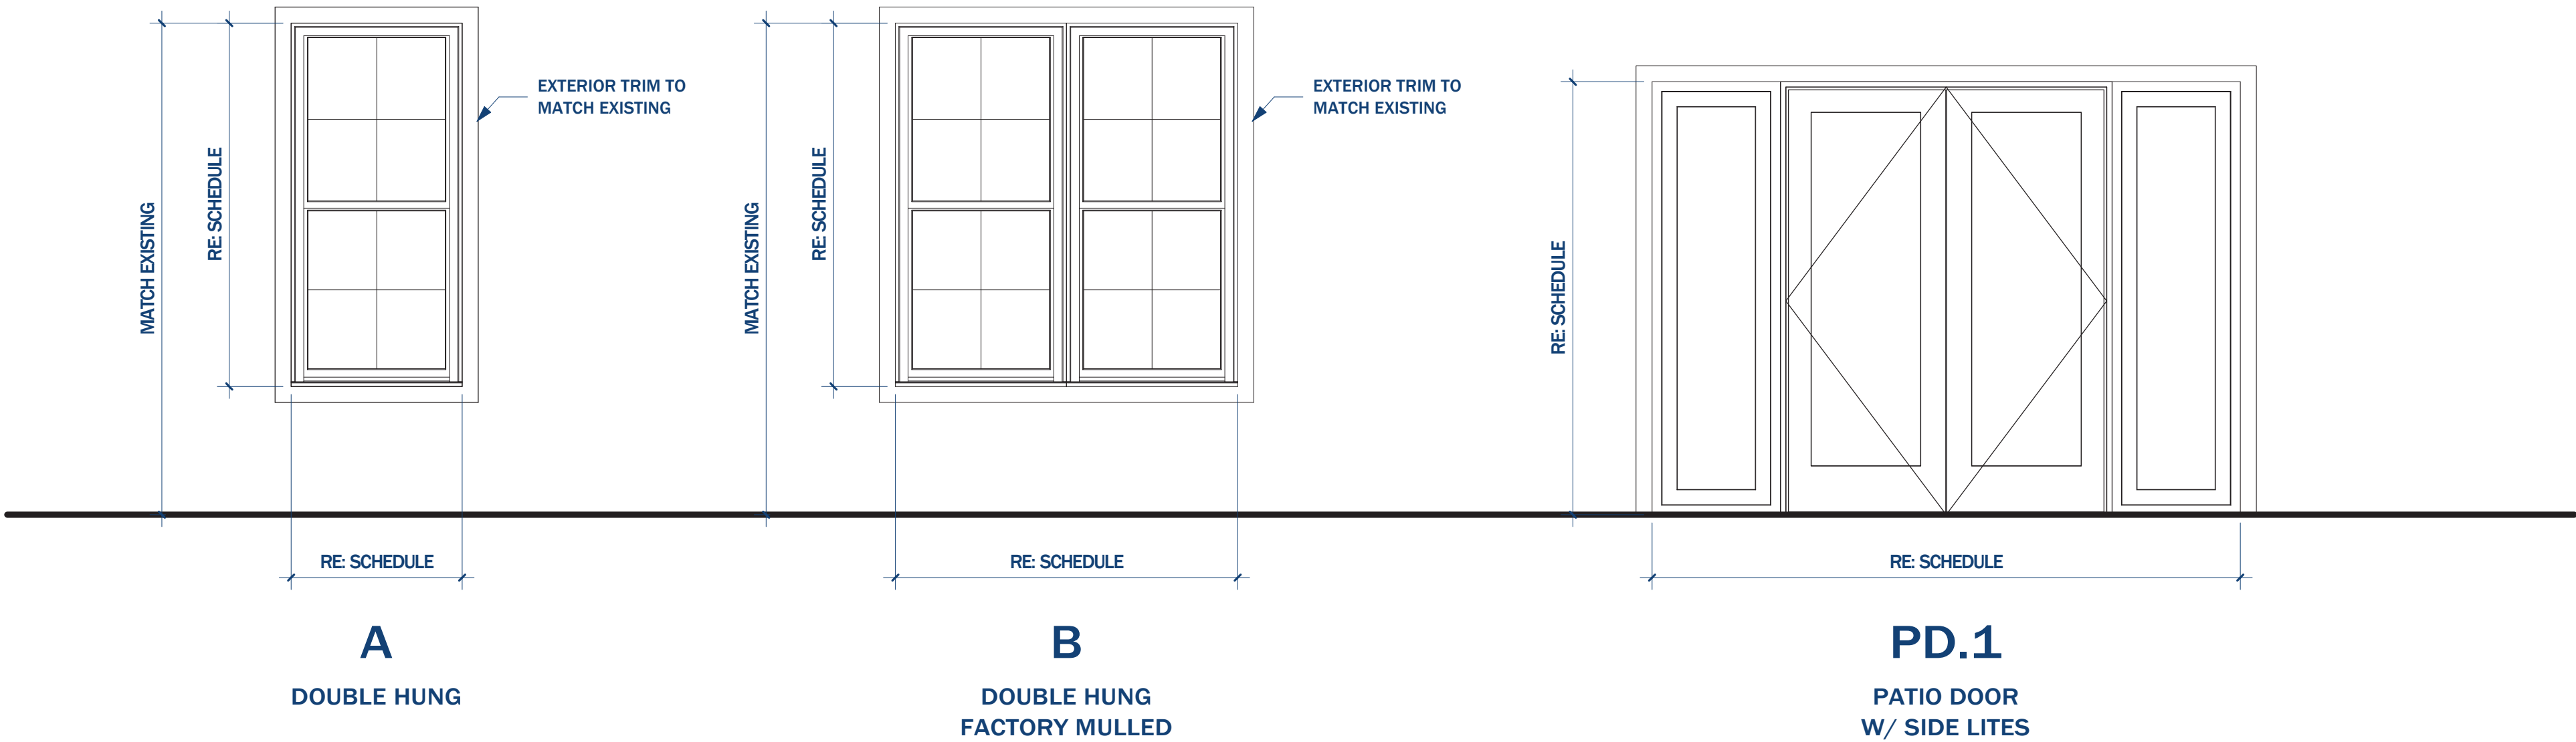 EXTERIOR TRIM TO
MATCH EXISTING
MATCH EXISTING
RE: SCHEDULE
RE: SCHEDULE
A
DOUBLE HUNG
EXTERIOR TRIM TO
MATCH EXISTING
MATCH EXISTING
RE: SCHEDULE
RE: SCHEDULE
B
DOUBLE HUNG
FACTORY MULLED
RE: SCHEDULE
RE: SCHEDULE
PD.1
PATIO DOOR
W/ SIDE LITES